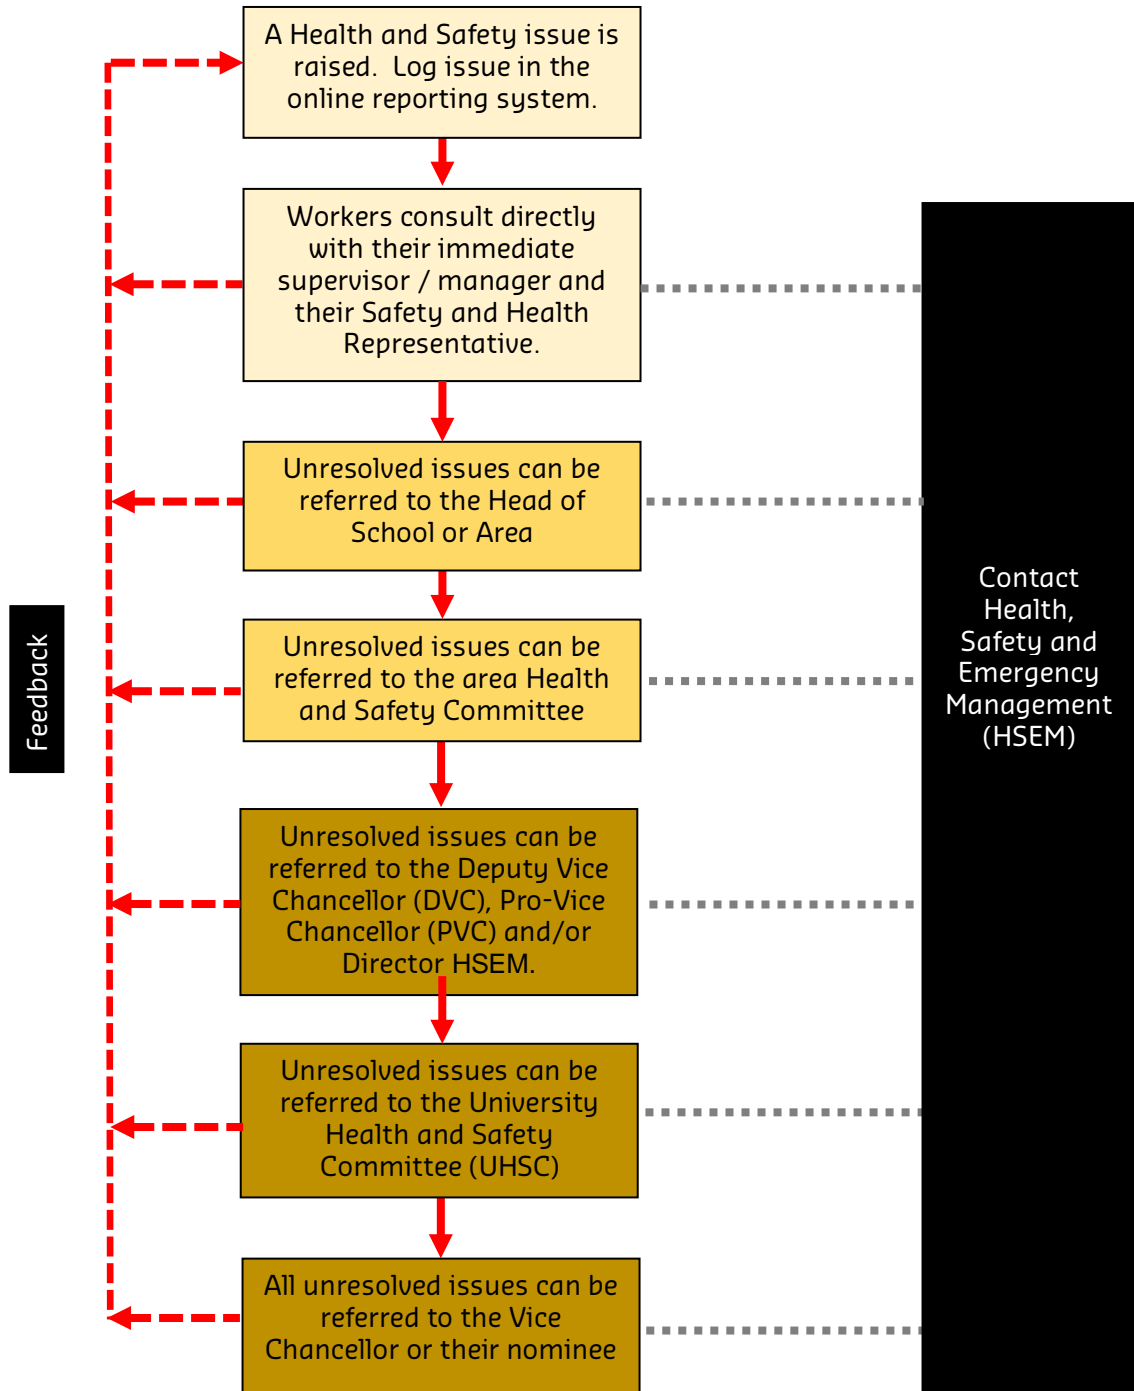 A Health and Safety issue is
raised. Log issue in the
online reporting system.
Workers consult directly
with their immediate
supervisor / manager and
their Safety and Health
Representative.
Unresolved issues can be
referred to the Head of
School or Area
Unresolved issues can be
referred to the area Health
and Safety Committee
Unresolved issues can be
referred to the Deputy Vice
Chancellor (DVC), Pro-Vice
Chancellor (PVC) and/or
Director HSEM.
Unresolved issues can be
referred to the University
Health and Safety
Committee (UHSC)
All unresolved issues can be
referred to the Vice
Chancellor or their nominee
Feedback
Contact
Health,
Safety and
Emergency
Management
(HSEM)